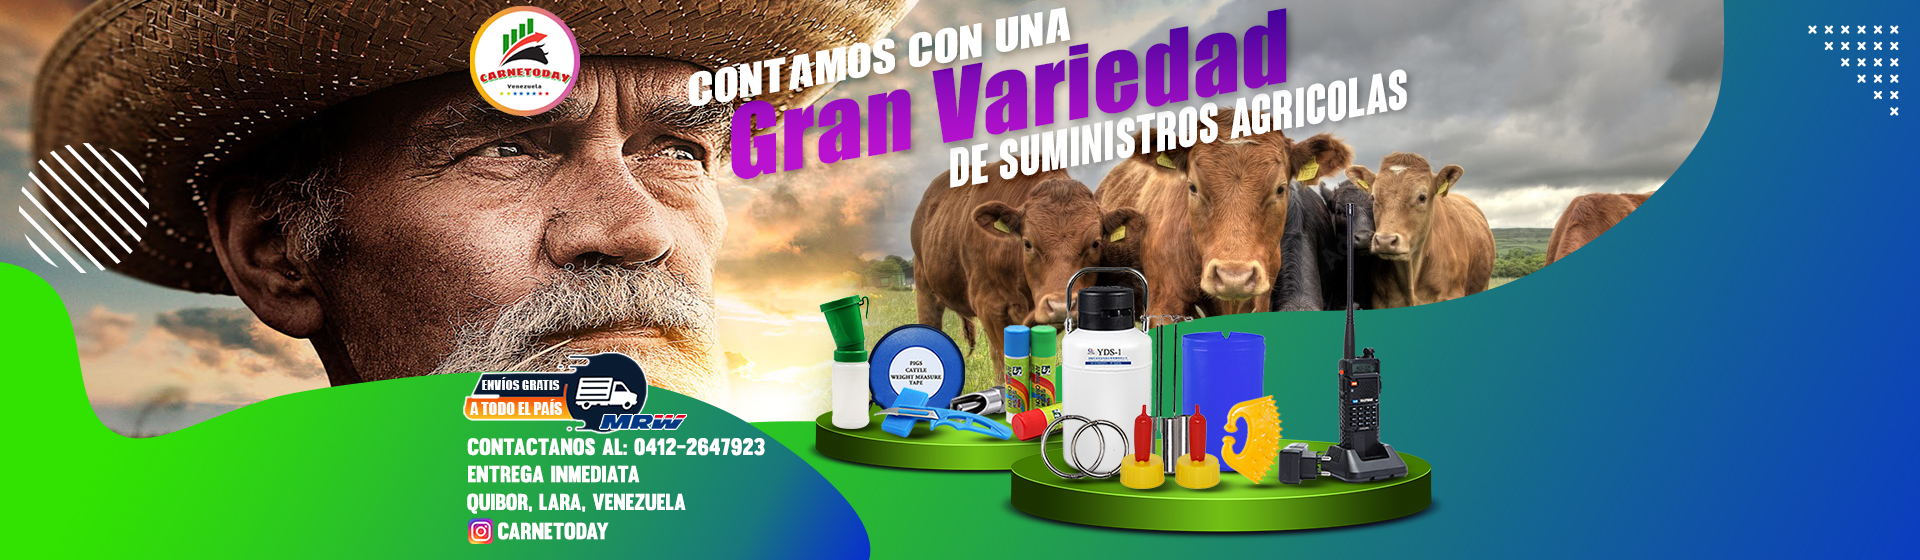 CARNETODAY
Venezuela
CONTAMOS CON UNA
Gran Variedad
DE SUMINISTROS AGRICOLAS
PIGS
CATTLE
WEIGHT MEASURE
TAPE
YDS-1
ENVÍOS GRATIS
A TODO EL PAÍS
MRW
CONTACTANOS AL: 0412-2647923
ENTREGA INMEDIATA
QUIBOR, LARA, VENEZUELA
CARNETODAY